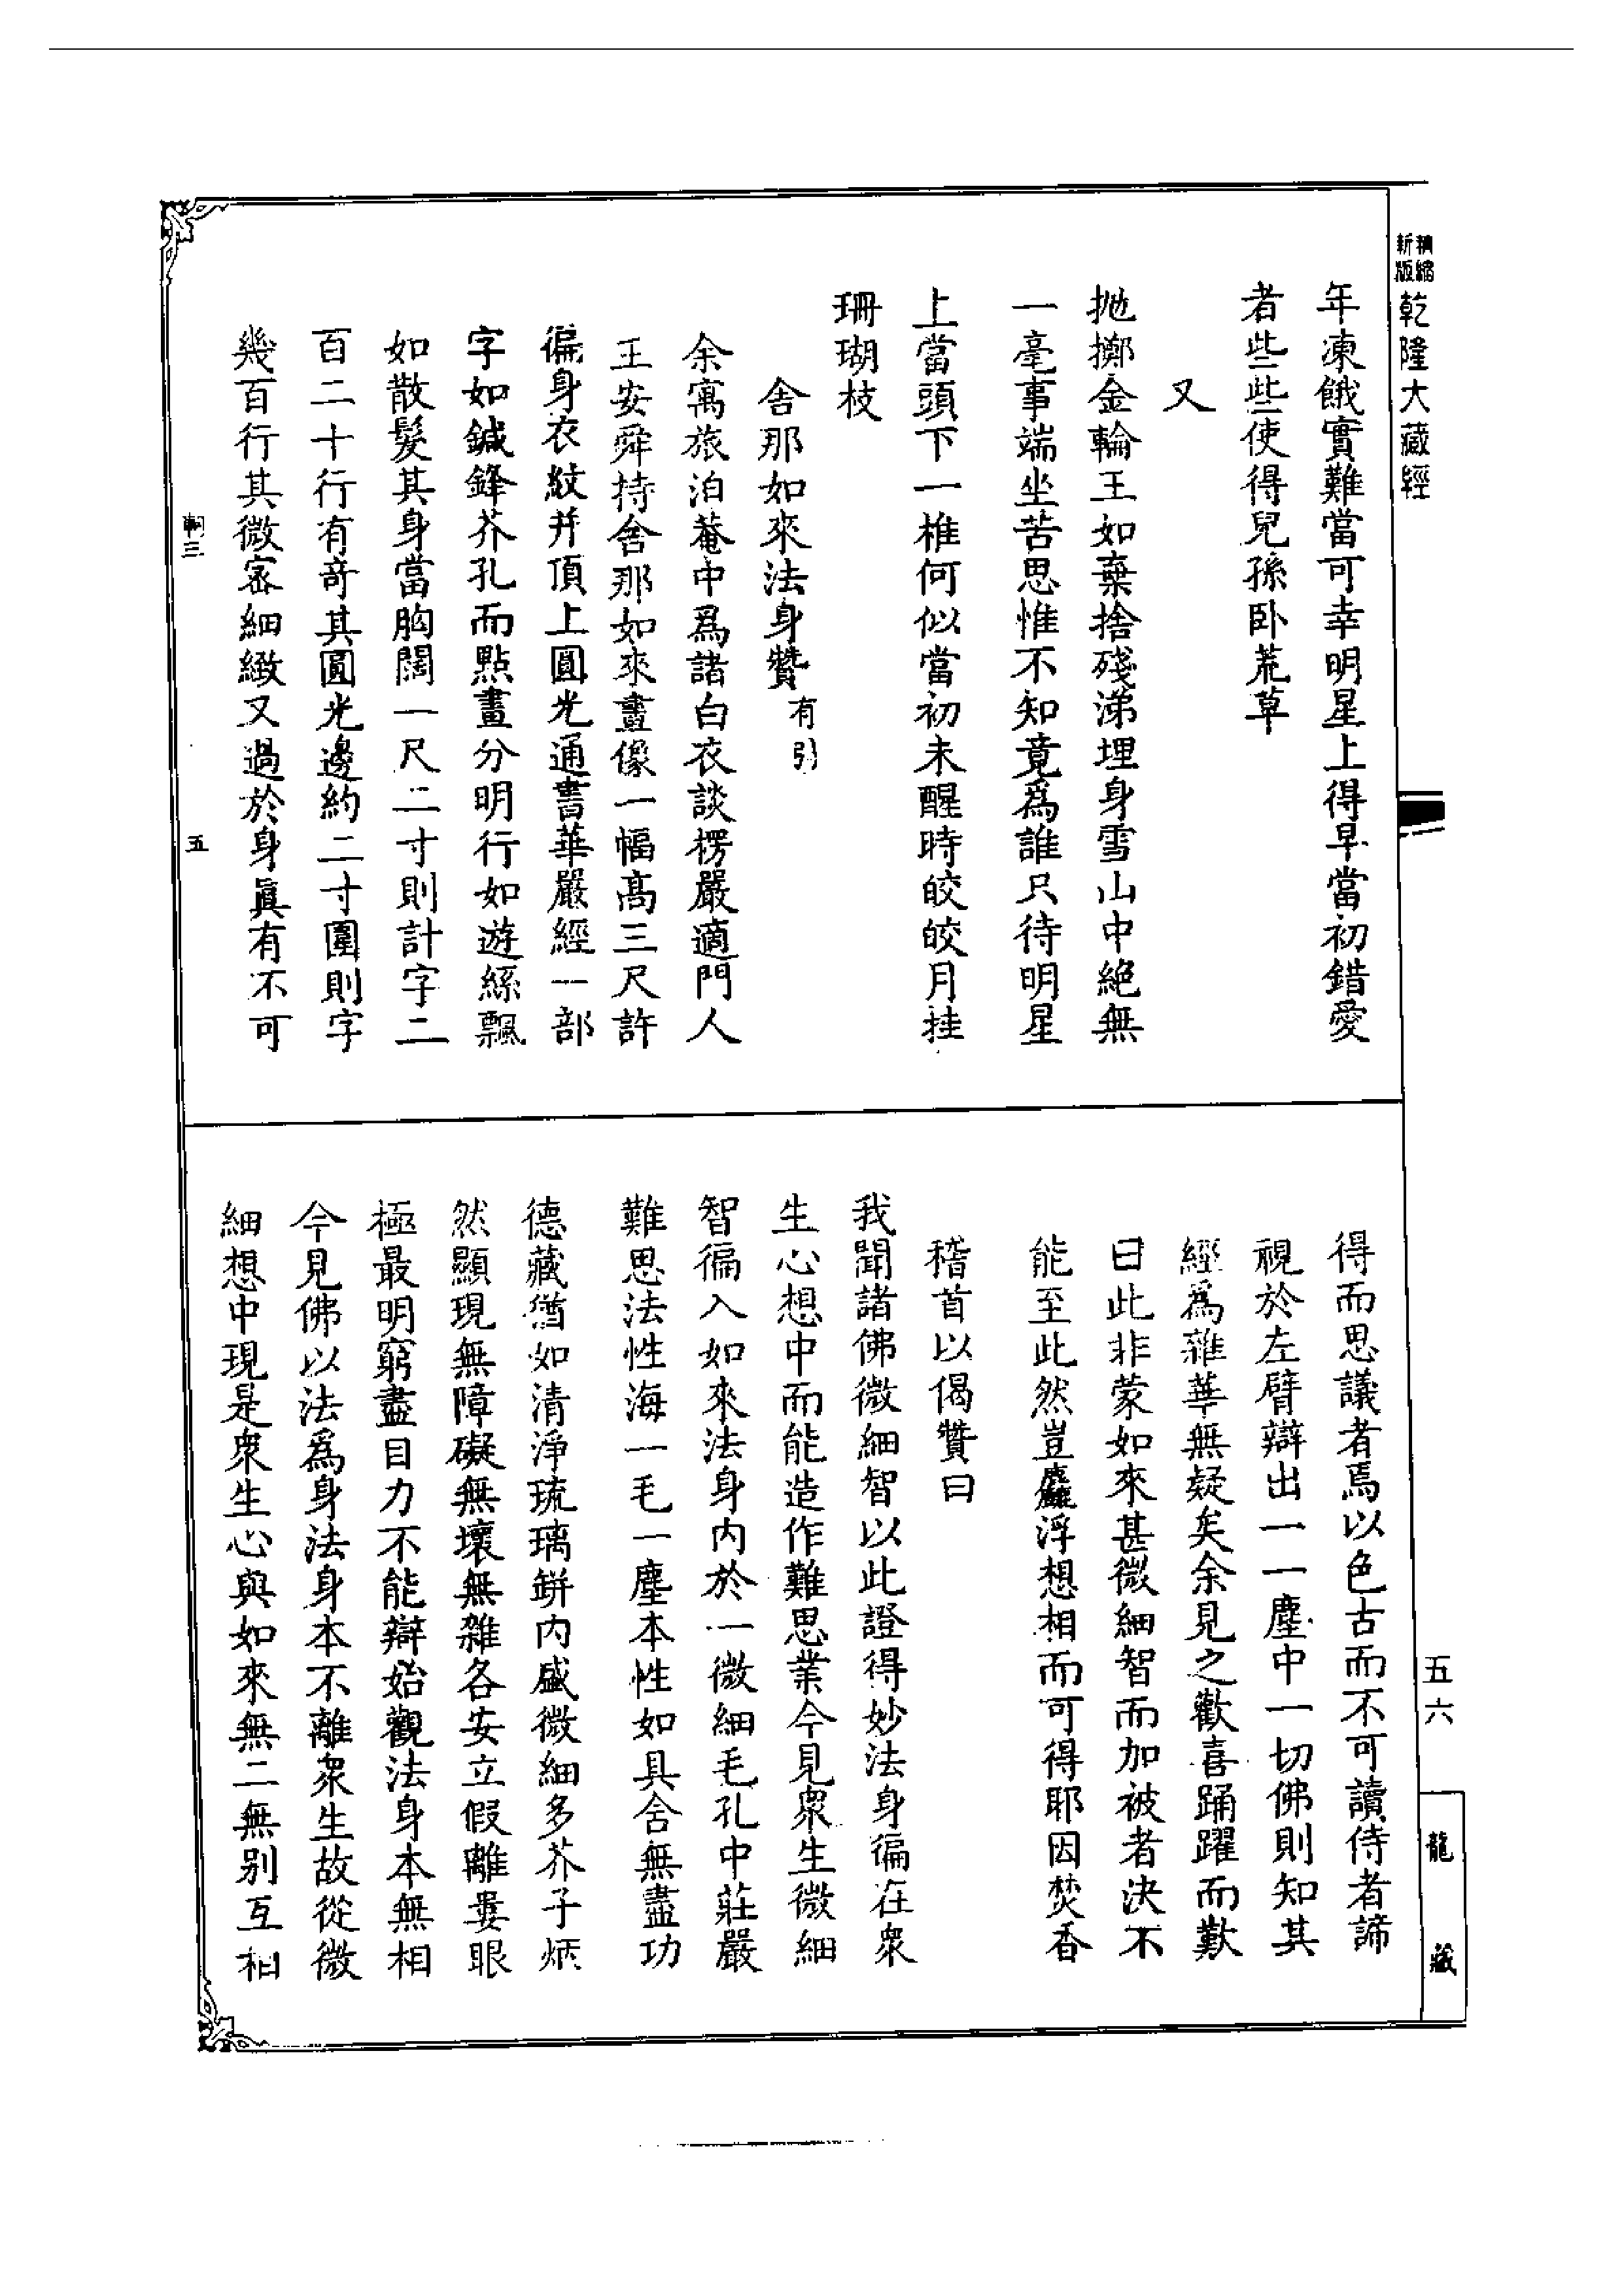 精縮新版乾隆大藏經
年凍餓實難當可幸明星上得早當初錯愛
者些些使得兒孫臥荒草
又
抛擲金輪王如棄捨殘涕埋身雪山中絶無
一毫事端坐苦思惟不知竟爲誰只待明星
上當頭下一椎何似當初未醒時皎皎月挂
珊瑚枝
舍那如來法身贊有引
余寓旅泊菴中爲諸白衣談楞嚴適門人
王安舜持舍那如來畫像一幅髙三尺許
徧身衣紋并頂上圓光通書華嚴經一部
字如鍼鋒芥孔而點畫分明行如遊絲飄
如散髮其身當胸闊一尺二寸則計字二
百二十行有奇其圓光邊約二寸圍則字
幾百行其微密細緻又過於身眞有不可
軻三
五
得而思議者焉以色古而不可讀侍者諦
視於左臂辯出一一塵中一切佛則知其
經爲雜華無疑矣余見之歡喜踊躍而歎
曰此非蒙如來甚微細智而加被者決不
能至此然豈麤浮想相而可得耶因焚香
稽首以偈贊曰
我聞諸佛微細智以此證得妙法身徧在衆
生心想中而能造作難思業今見衆生微細
智徧入如來法身内於一微細毛孔中莊嚴
難思法性海一毛一塵本性如具含無盡功
德藏猶如清淨琉璃缾内盛微細多芥子炳
然顯現無障礙無壞無雜各安立假離婁眼
極最明窮盡目力不能辯始觀法身本無相
今見佛以法爲身法身本不離衆生故從微
細想中現是衆生心與如來無二無别互相
五六
龍藏